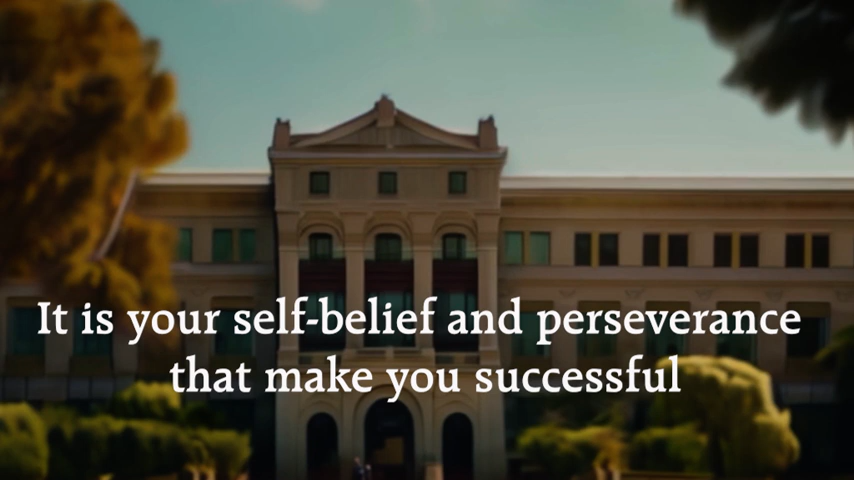 It is your self-belief and perseverance
that make you successful